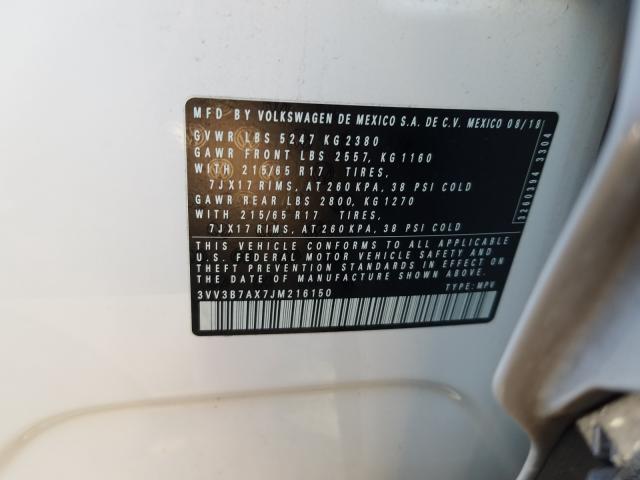 MFD BY VOLKSWAGEN DE MEXICO S.A. DE C.V. MEXICO 08/18
GVWR LBS 5247 KG 2380
GAWR FRONT LBS 2557, KG 1160
WITH 215/65 R17 TIRES,
7JX17 RIMS, AT 260 KPA, 38 PSI COLD
GAWR REAR LBS 2800, KG 1270
WITH 215/65 R17 TIRES,
7JX17 RIMS, AT 260 KPA, 38 PSI COLD
THIS VEHICLE CONFORMS TO ALL APPLICABLE
U.S. FEDERAL MOTOR VEHICLE SAFETY AND
THEFT PREVENTION STANDARDS IN EFFECT ON
THE DATE OF MANUFACTURE SHOWN ABOVE.
3VV3B7AX7JM216150 TYPE: MPV
3260394 3304